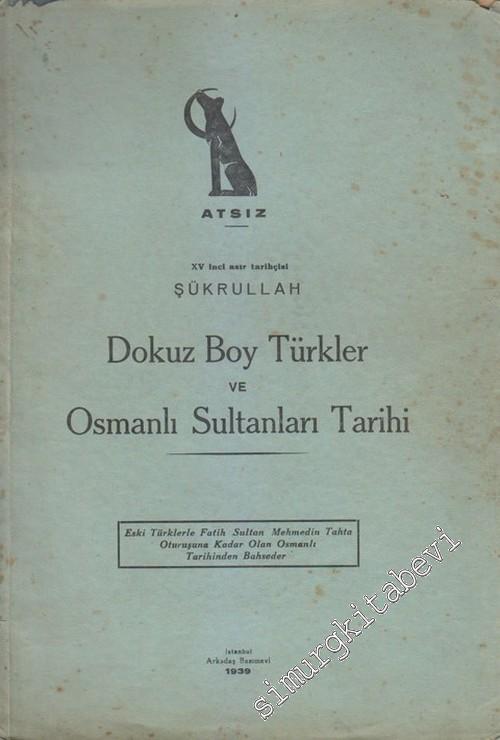 ATSIZ
XV inci asır tarihçisi
ŞÜKRULLAH
Dokuz Boy Türkler
VE
Osmanlı Sultanları Tarihi
Eski Türklerle Fatih Sultan Mehmedin Tahta
Oturuşuna Kadar Olan Osmanlı
Tarihinden Bahseder
İstanbul
Arkadaş Basımevi
1939
simurgkitabevi